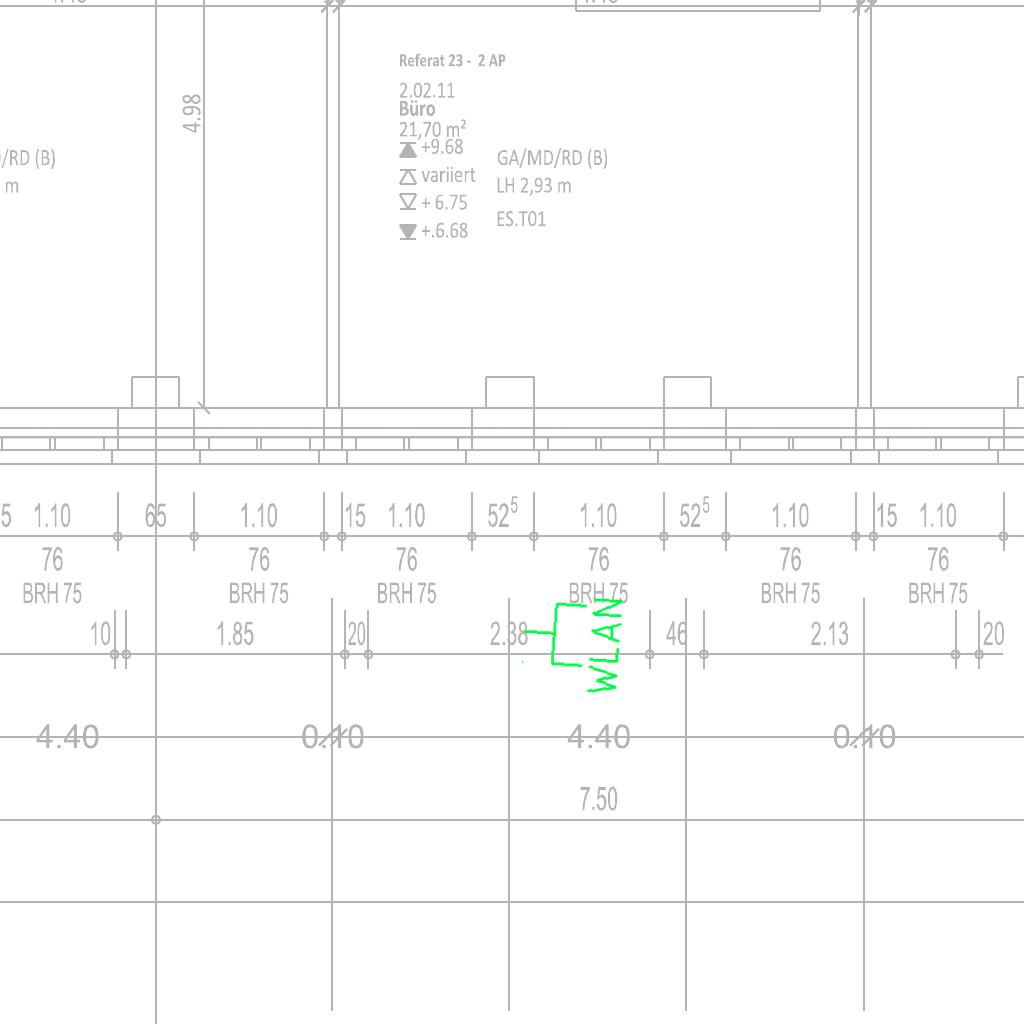 4.98
Referat 23 - 2 AP
2.02.11
Büro
21,70 m²
+9.68
variiert
+ 6.75
+.6.68
GA/MD/RD (B)
LH 2,93 m
ES.T01
/RD (B)
m
5 1.10 65 1.10 15 1.10 52⁵ 1.10 52⁵ 1.10 15 1.10
76 76 76 76 76 76
BRH 75 BRH 75 BRH 75 BRH 75 BRH 75 BRH 75
10 1.85 20 2.38 46 2.13 20
WLAN
4.40 0.10 4.40 0.10
7.50